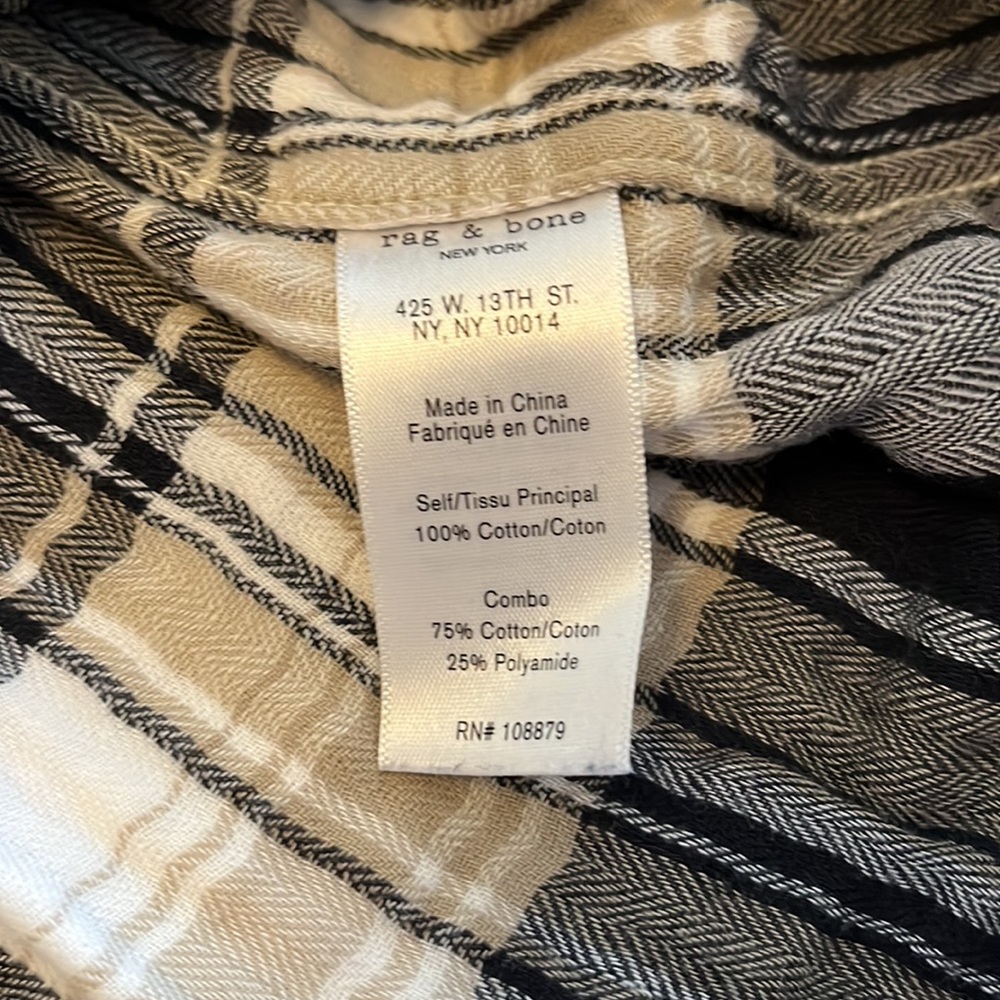 rag & bone
NEW YORK
425 W. 13TH ST.
NY, NY 10014
Made in China
Fabriqué en Chine
Self/Tissu Principal
100% Cotton/Coton
Combo
75% Cotton/Coton
25% Polyamide
RN# 108879